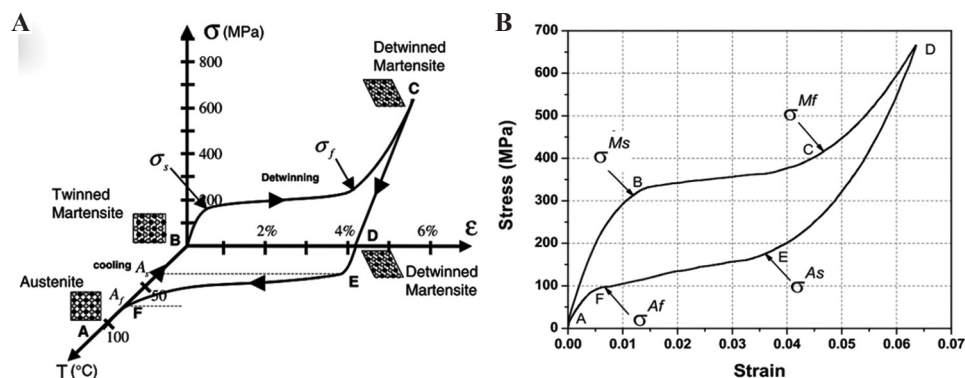 A
σ (MPa)
800
600
400
200
Detwinned
Martensite
C
σs
σf
Detwinning
Twinned
Martensite
B
2%
4%
6%
ε
D
cooling
As
E
Detwinned
Martensite
Austenite
Af
50
F
A
100
T (°C)
B
700
600
500
400
300
200
100
0
Stress (MPa)
D
σMf
C
σMs
B
E
σAs
F
σAf
A
0.00 0.01 0.02 0.03 0.04 0.05 0.06 0.07
Strain